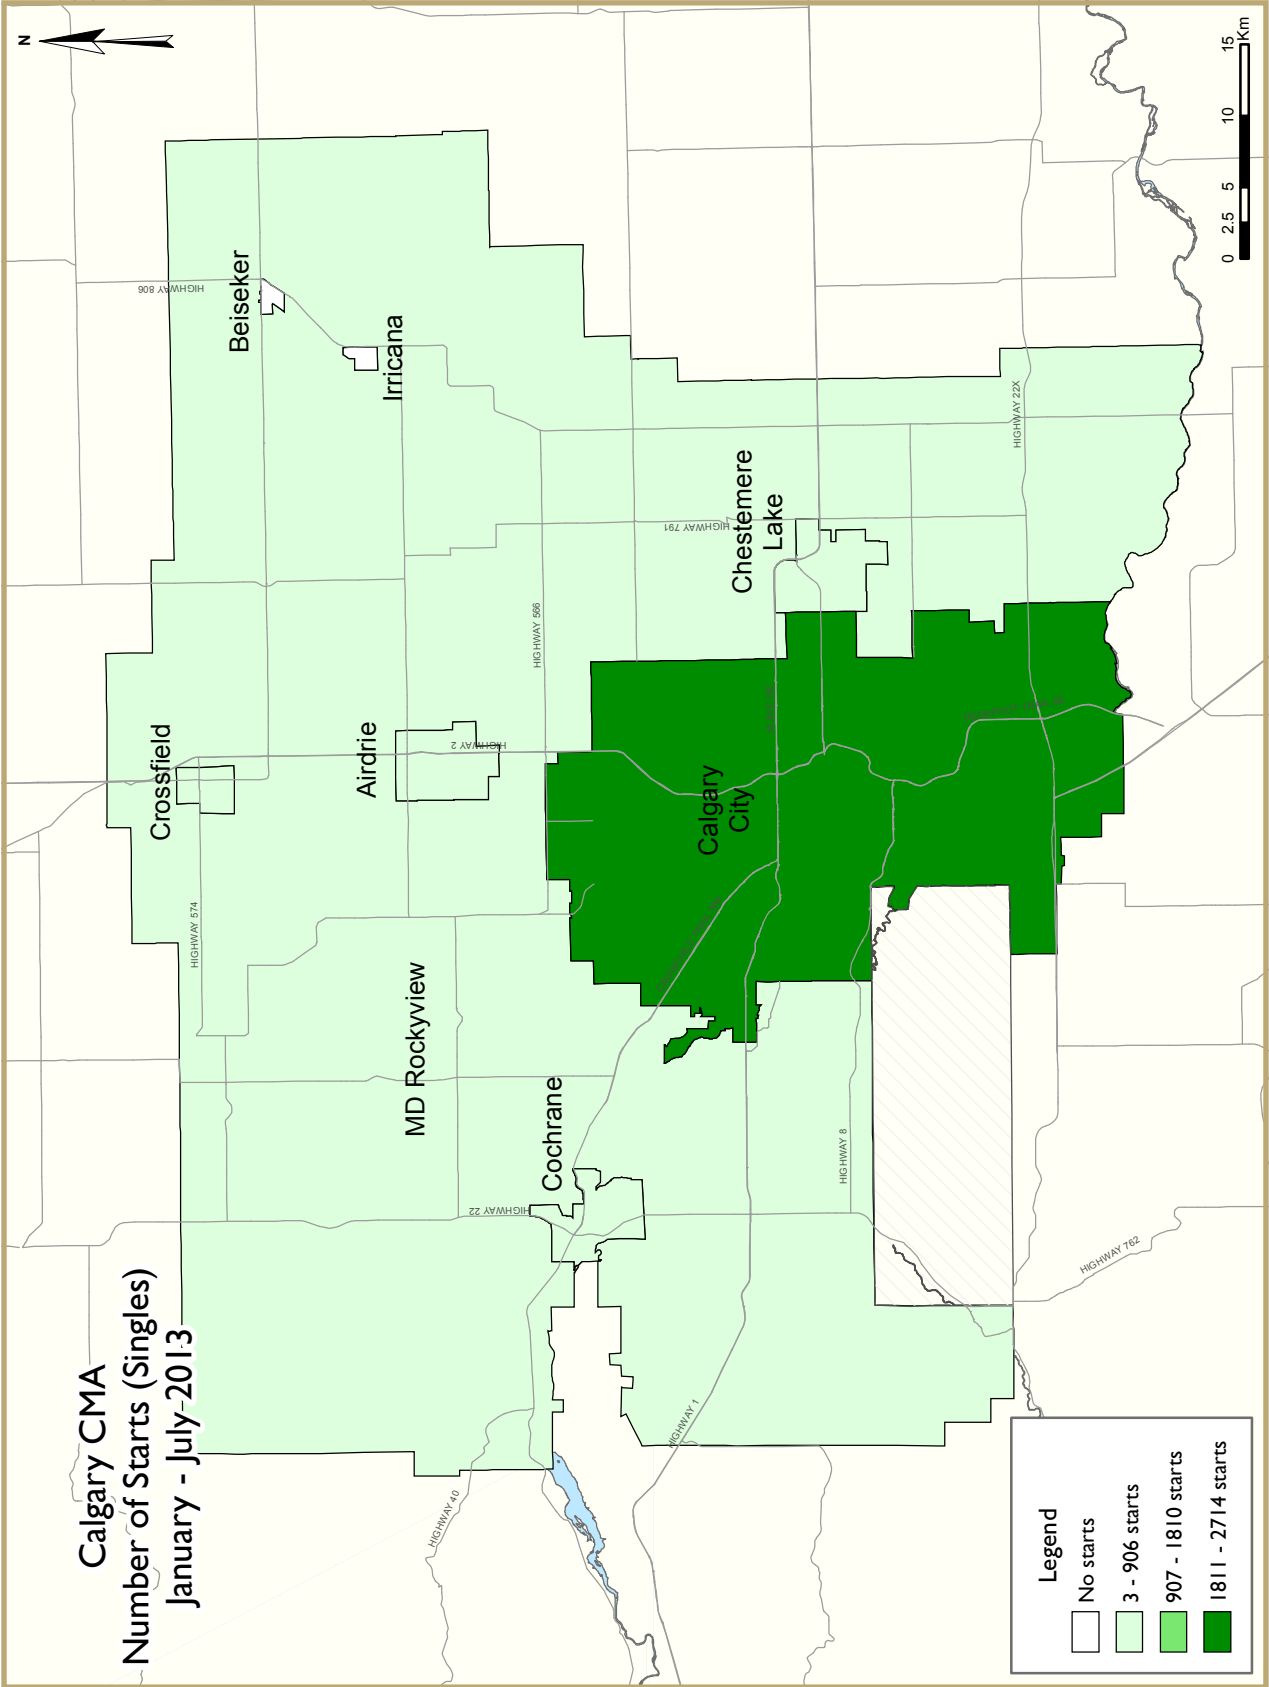 Calgary CMA
Number of Starts (Singles)
January - July 2013
N
HIGHWAY 806
Beiseker
Irricana
Crossfield
Airdrie
HIGHWAY 2
HIGHWAY 574
HIGHWAY 566
MD Rockyview
Cochrane
HIGHWAY 22
HIGHWAY 40
HIGHWAY 1
Calgary
City
Chestemere
Lake
HIGHWAY 791
HIGHWAY 22X
HIGHWAY 8
HIGHWAY 762
Legend
No starts
3 - 906 starts
907 - 1810 starts
1811 - 2714 starts
0 2.5 5 10 15
Km